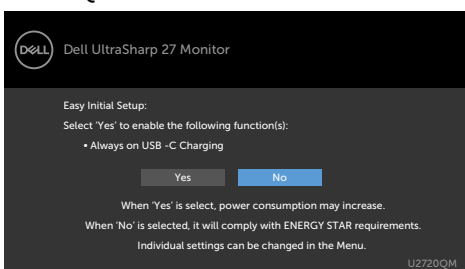 DELL
Dell UltraSharp 27 Monitor
Easy Initial Setup:
Select 'Yes' to enable the following function(s):
• Always on USB -C Charging
Yes No
When 'Yes' is select, power consumption may increase.
When 'No' is selected, it will comply with ENERGY STAR requirements.
Individual settings can be changed in the Menu.
U2720QM